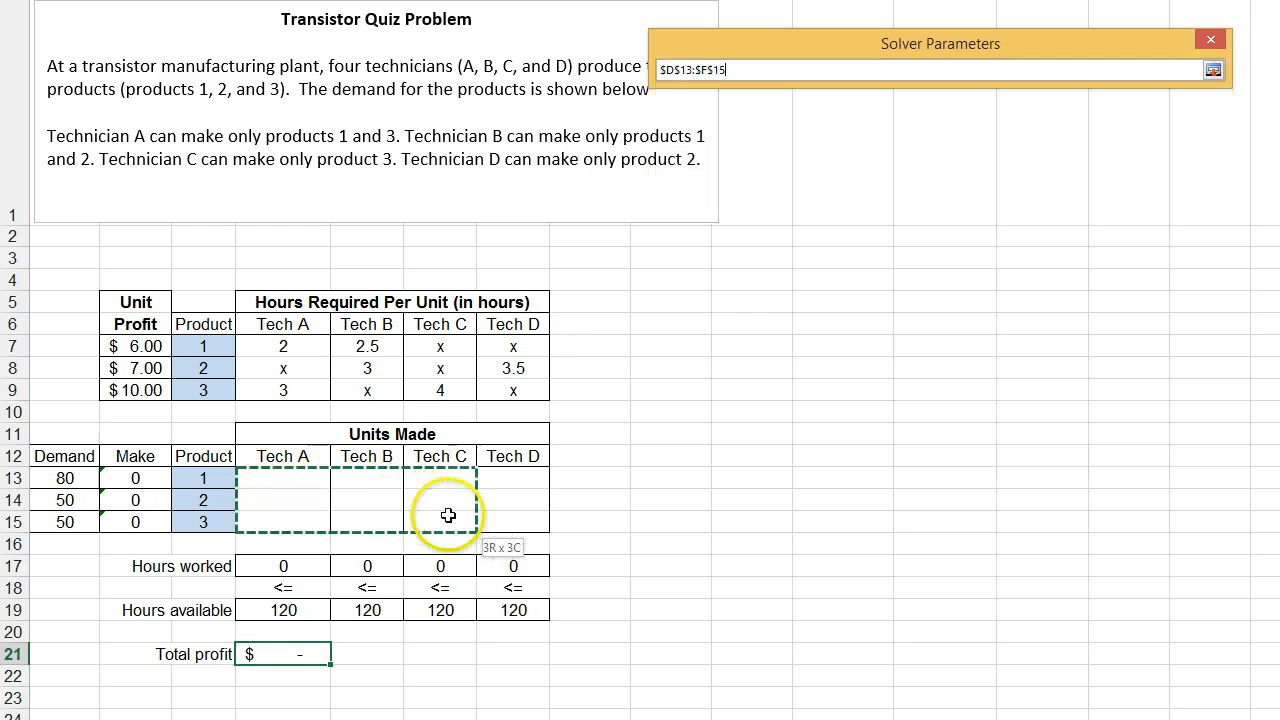 Transistor Quiz Problem
At a transistor manufacturing plant, four technicians (A, B, C, and D) produce
products (products 1, 2, and 3).  The demand for the products is shown below
Technician A can make only products 1 and 3. Technician B can make only products 1
and 2. Technician C can make only product 3. Technician D can make only product 2.
Solver Parameters
$D$13:$F$15
1
2
3
4
5 Unit Hours Required Per Unit (in hours)
6 Profit Product Tech A Tech B Tech C Tech D
7 $ 6.00 1 2 2.5 x x
8 $ 7.00 2 x 3 x 3.5
9 $10.00 3 3 x 4 x
10
11 Units Made
12 Demand Make Product Tech A Tech B Tech C Tech D
13 80 0 1
14 50 0 2
15 50 0 3
16 3R x 3C
17 Hours worked 0 0 0 0
18 <= <= <= <=
19 Hours available 120 120 120 120
20
21 Total profit $ -
22
23
24